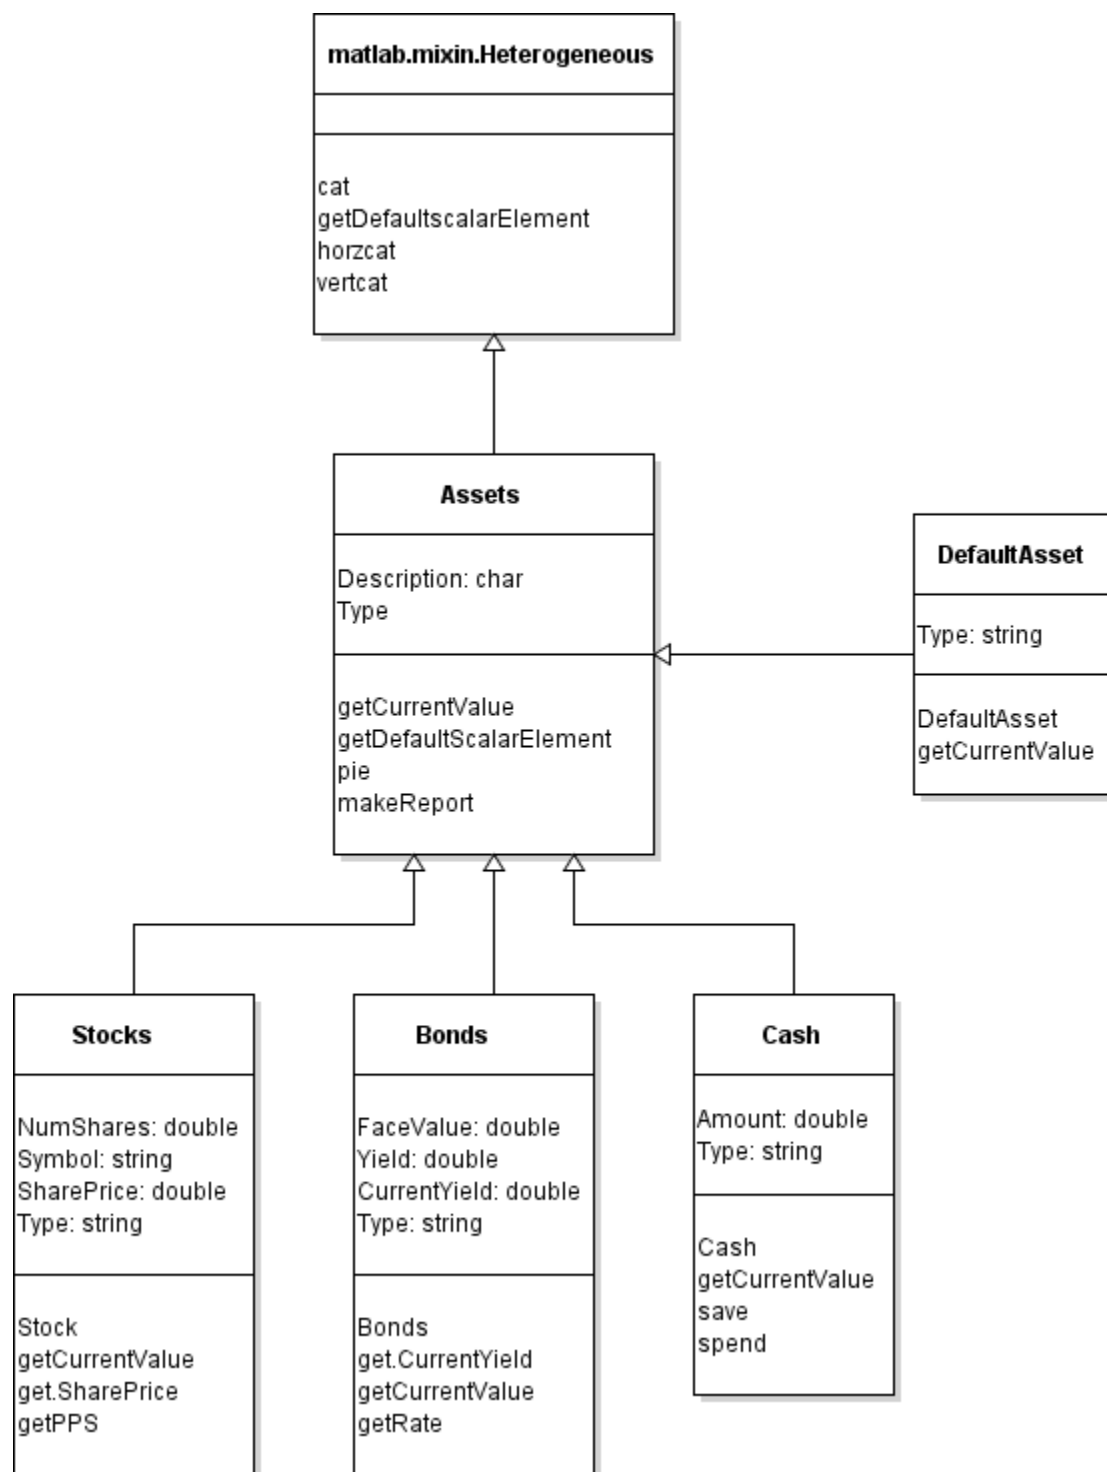 matlab.mixin.Heterogeneous
cat
getDefaultscalarElement
horzcat
vertcat
Assets
Description: char
Type
getCurrentValue
getDefaultScalarElement
pie
makeReport
DefaultAsset
Type: string
DefaultAsset
getCurrentValue
Stocks
NumShares: double
Symbol: string
SharePrice: double
Type: string
Stock
getCurrentValue
get.SharePrice
getPPS
Bonds
FaceValue: double
Yield: double
CurrentYield: double
Type: string
Bonds
get.CurrentYield
getCurrentValue
getRate
Cash
Amount: double
Type: string
Cash
getCurrentValue
save
spend